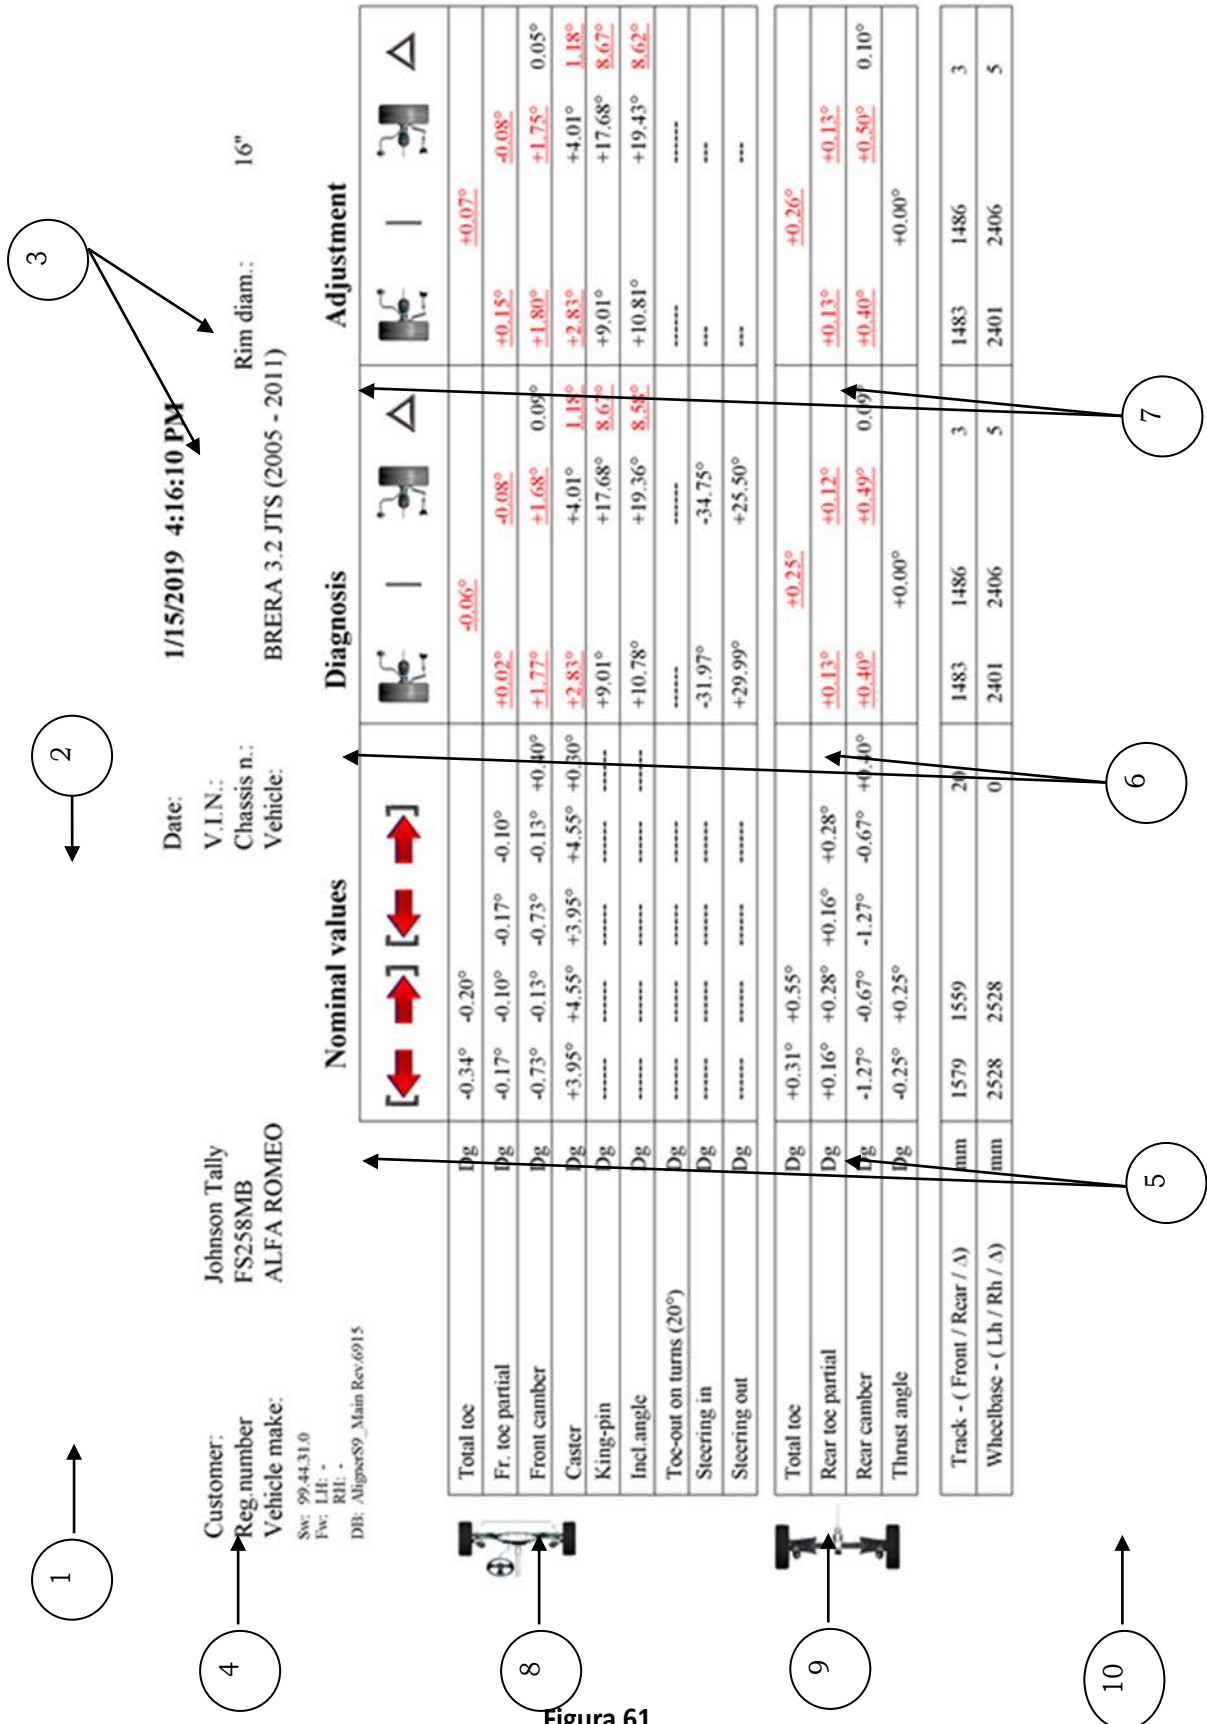 1
2
3
Date: 1/15/2019 4:16:10 PM
Customer: Johnson Tally V.I.N.:
4
Reg.number FS258MB Chassis n.: Rim diam.: 16"
Vehicle make: ALFA ROMEO Vehicle: BRERA 3.2 JTS (2005 - 2011)
Sw: 99.44.31.0
Fw: LH: -
RH: -
DB: AlignerS9_Main Rev.6915
Nominal values Diagnosis Adjustment
Total toe Dg -0.34° -0.20° -0.06° +0.07°
Fr. toe partial Dg -0.17° -0.10° -0.17° -0.10° +0.02° -0.08° +0.15° -0.08°
Front camber Dg -0.73° -0.13° -0.73° -0.13° +0.40° +1.77° +1.68° 0.09° +1.80° +1.75° 0.05°
8
Caster Dg +3.95° +4.55° +3.95° +4.55° +0.30° +2.83° +4.01° 1.18° +2.83° +4.01° 1.18°
King-pin Dg ------ ------ ------ ------ ------ +9.01° +17.68° 8.67° +9.01° +17.68° 8.67°
Incl.angle Dg ------ ------ ------ ------ ------ +10.78° +19.36° 8.58° +10.81° +19.43° 8.62°
Toe-out on turns (20°) Dg ------ ------ ------ ------ ------ ------ ------ ------
Steering in Dg ------ ------ ------ ------ -31.97° -34.75° --- ---
Steering out Dg ------ ------ ------ ------ +29.99° +25.50° --- ---
Total toe Dg +0.31° +0.55° +0.25° +0.26°
Rear toe partial Dg +0.16° +0.28° +0.16° +0.28° +0.13° +0.12° +0.13° +0.13°
9
Rear camber Dg -1.27° -0.67° -1.27° -0.67° +0.40° +0.40° +0.49° 0.09° +0.40° +0.50° 0.10°
Thrust angle Dg -0.25° +0.25° +0.00° +0.00°
Track - ( Front / Rear / Δ) mm 1579 1559 20 1483 1486 3 1483 1486 3
Wheelbase - ( Lh / Rh / Δ) mm 2528 2528 0 2401 2406 5 2401 2406 5
10
5
6
7
Figura 61